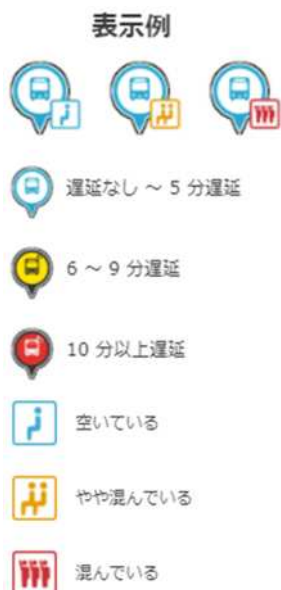 表示例
遅延なし ～ 5 分遅延
6 ～ 9 分遅延
10 分以上遅延
空いている
やや混んでいる
混んでいる